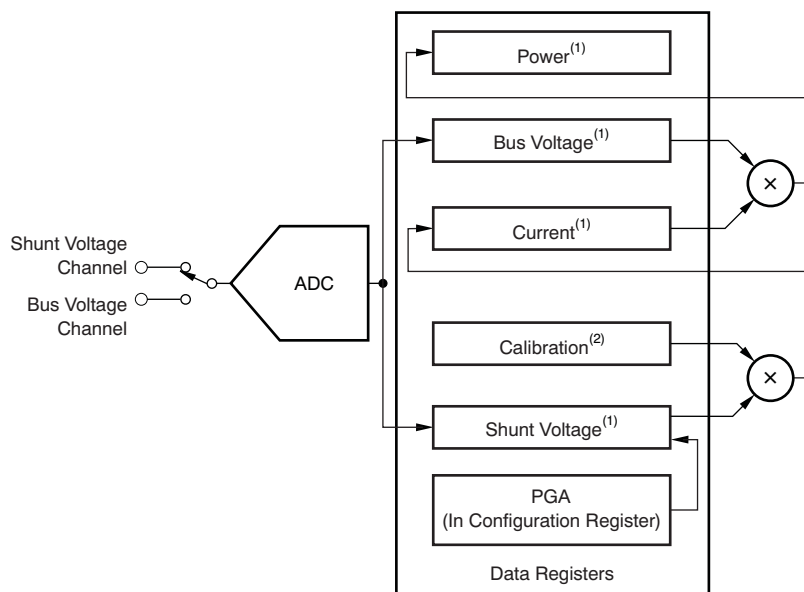 Power(1)
Bus Voltage(1)
×
Current(1)
Shunt Voltage
Channel
ADC
Bus Voltage
Channel
Calibration(2)
×
Shunt Voltage(1)
PGA
(In Configuration Register)
Data Registers